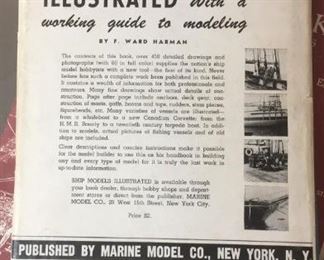 ILLUSTRATED with a
working guide to modeling
BY F. WARD HARMAN
The contents of this book, over 450 detailed drawings and
photographs (with 60 in full color) supplies the nation's ship
model hobbyists with a new tool—the first of its kind. Never
before has such a complete work been published in this field.
It contains a wealth of information for both professionals and
amateurs. Many fine drawings show actual details of con-
struction. Page after page include sections, deck gear, con-
struction of masts, gaffs, booms and tops, rudders, stem pieces,
figureheads, etc. Many varieties of vessels are illustrated—
from a whaleboat to a new Canadian Corvette; from the
H.M.S. Bounty to a twentieth century torpedo boat. In addi-
tion to models, actual pictures of fishing vessels and of old
ships are included.
Clear descriptions and concise instructions make it possible
for the model builder to use this as his handbook in building
any and every type of model for it is truly the last work in
up-to-date information.
SHIP MODELS ILLUSTRATED is available through
your book dealer, through hobby shops and depart-
ment stores or direct from the publisher, MARINE
MODEL CO., 23 West 15th Street, New York City.
Price $2.
PUBLISHED BY MARINE MODEL CO., NEW YORK, N. Y.